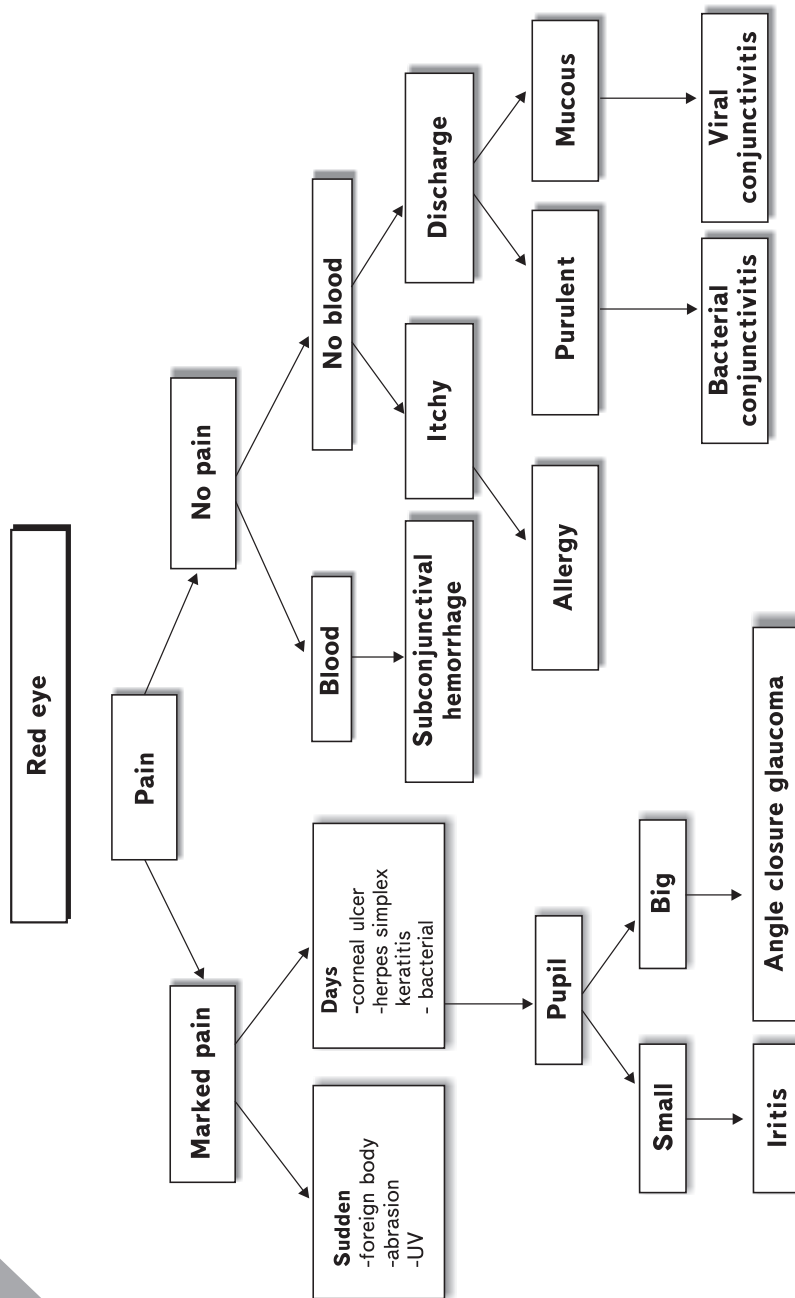 Red eye
Pain
Marked pain
No pain
Sudden
-foreign body
-abrasion
-UV
Days
-corneal ulcer
-herpes simplex
keratitis
- bacterial
Blood
No blood
Subconjunctival
hemorrhage
Itchy
Discharge
Pupil
Allergy
Purulent
Mucous
Small
Big
Bacterial
conjunctivitis
Viral
conjunctivitis
Iritis
Angle closure glaucoma